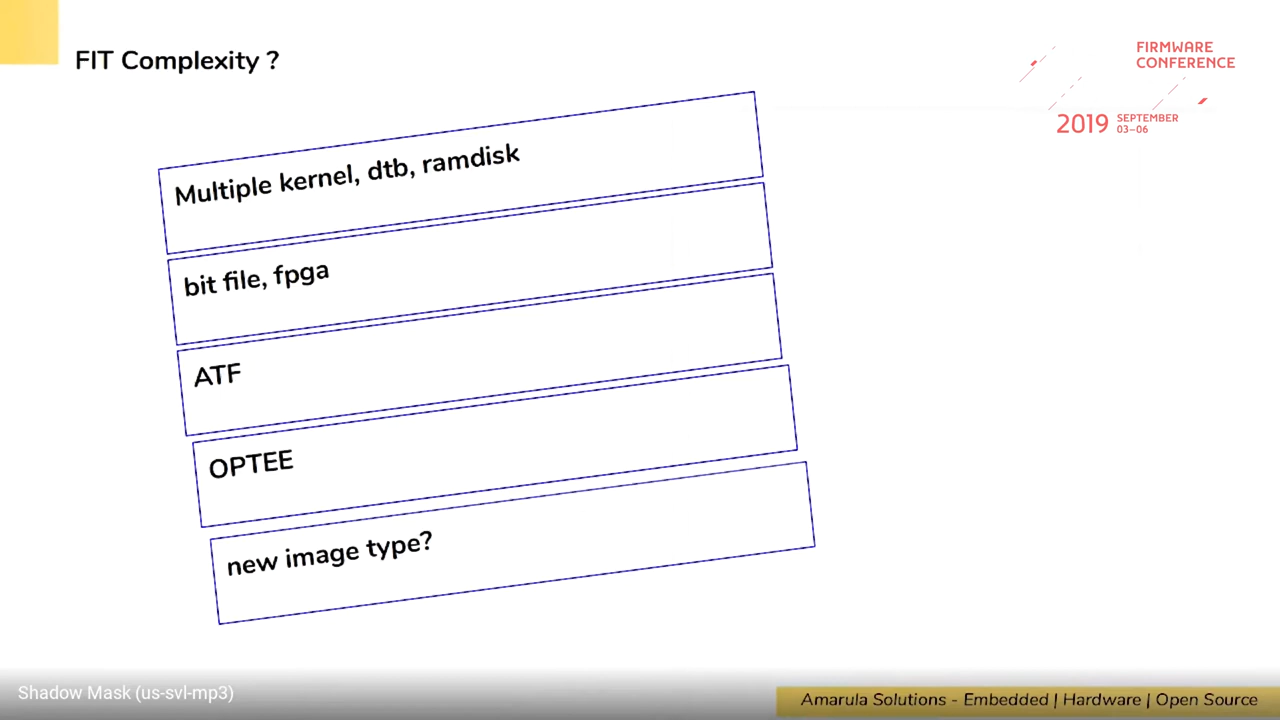 FIT Complexity ?
FIRMWARE
CONFERENCE
2019 SEPTEMBER
03–06
Multiple kernel, dtb, ramdisk
bit file, fpga
ATF
OPTEE
new image type?
Shadow Mask (us-svl-mp3)
Amarula Solutions - Embedded | Hardware | Open Source